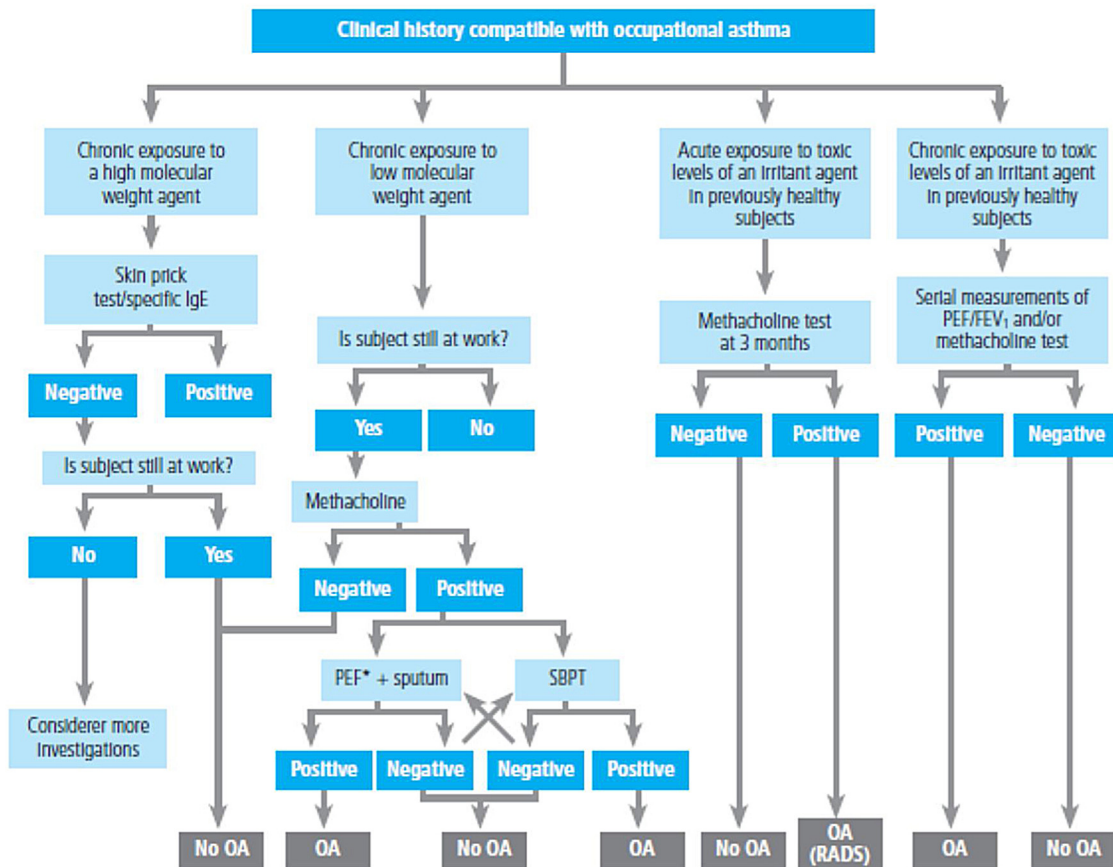 Clinical history compatible with occupational asthma
Chronic exposure to
a high molecular
weight agent
Chronic exposure to
low molecular
weight agent
Acute exposure to toxic
levels of an irritant agent
in previously healthy
subjects
Chronic exposure to toxic
levels of an irritant agent
in previously healthy
subjects
Skin prick
test/specific IgE
Is subject still at work?
Methacholine test
at 3 months
Serial measurements of
PEF/FEV₁ and/or
methacholine test
Negative
Positive
Yes
No
Negative
Positive
Positive
Negative
Is subject still at work?
Methacholine
No
Yes
Negative
Positive
PEF* + sputum
SBPT
Considerer more
investigations
Positive
Negative
Negative
Positive
No OA
OA
No OA
OA
No OA
OA
(RADS)
OA
No OA